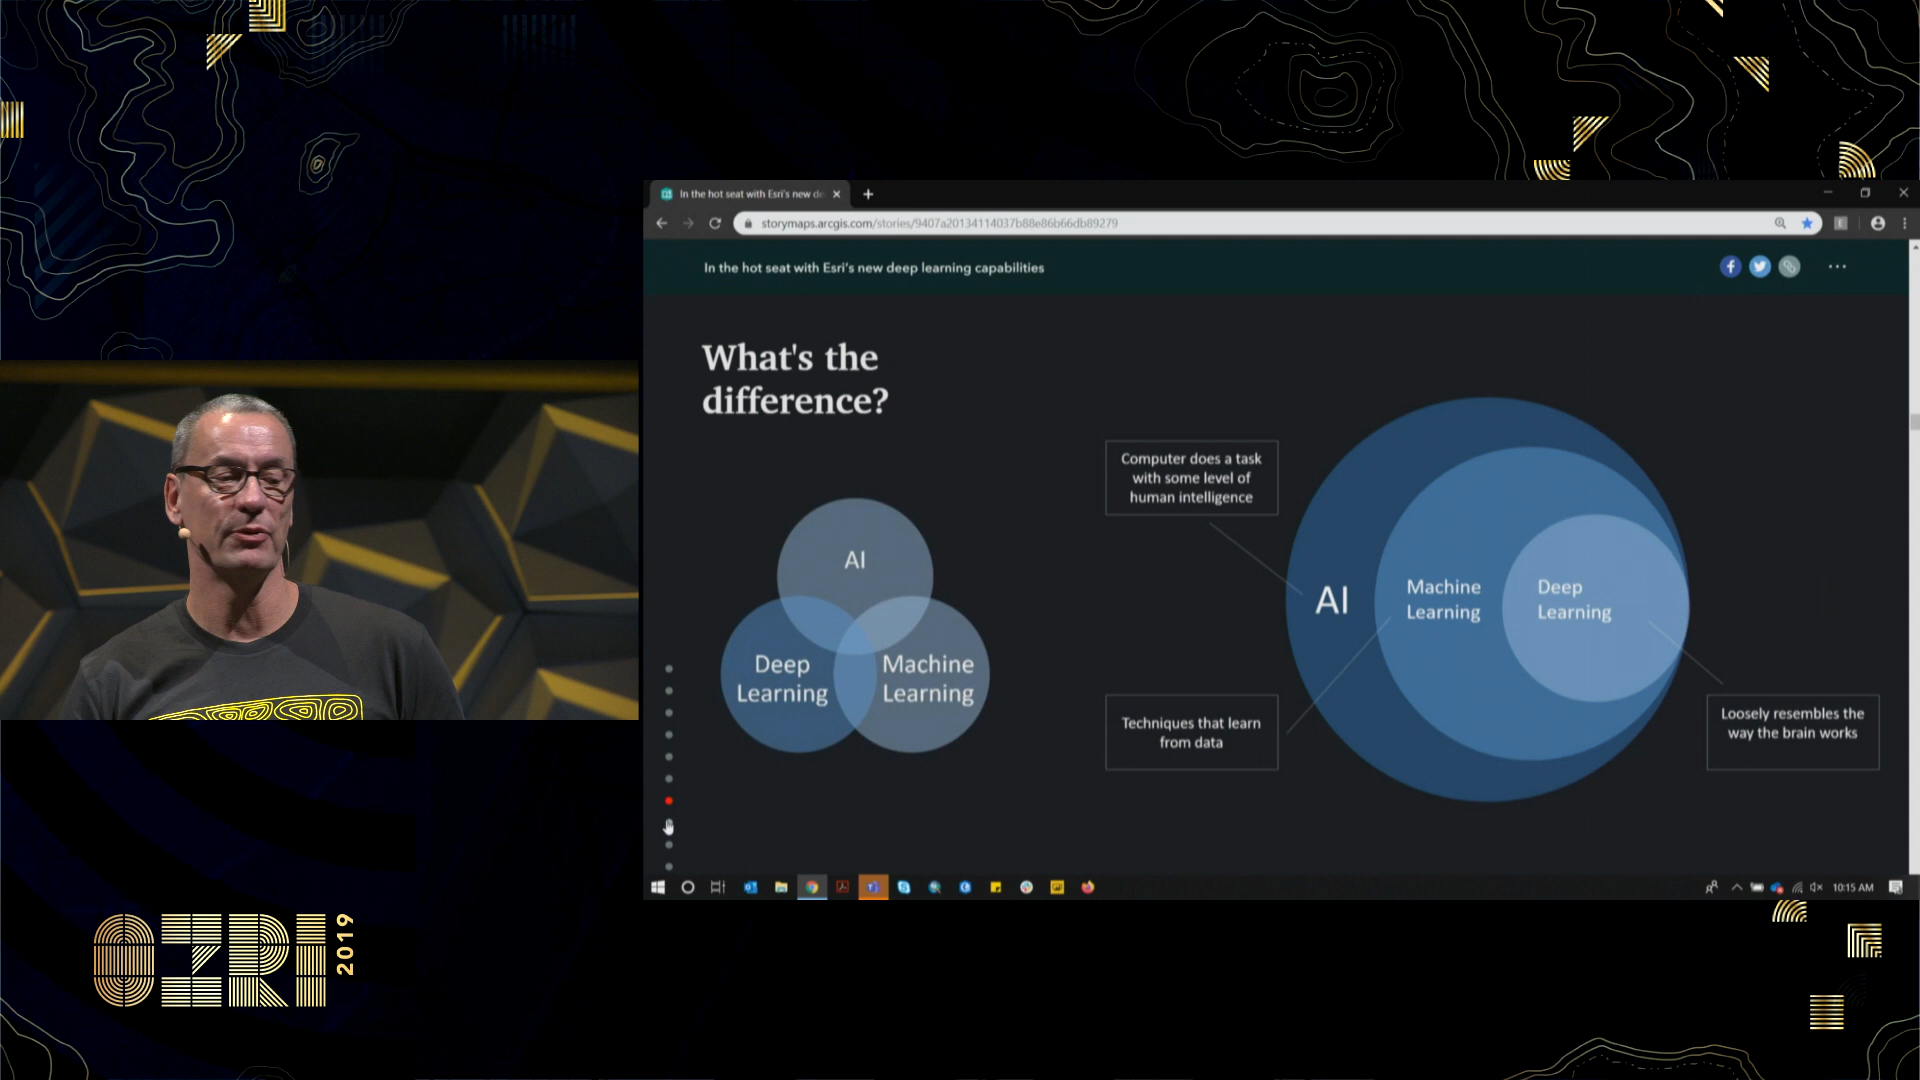 In the hot seat with Esri's new de
storymaps.arcgis.com/stories/9407a20134114037b88e86b66db89279
In the hot seat with Esri's new deep learning capabilities
What's the
difference?
AI
Deep
Learning
Machine
Learning
Computer does a task
with some level of
human intelligence
AI
Machine
Learning
Deep
Learning
Techniques that learn
from data
Loosely resembles the
way the brain works
10:15 AM
OZRI 2019